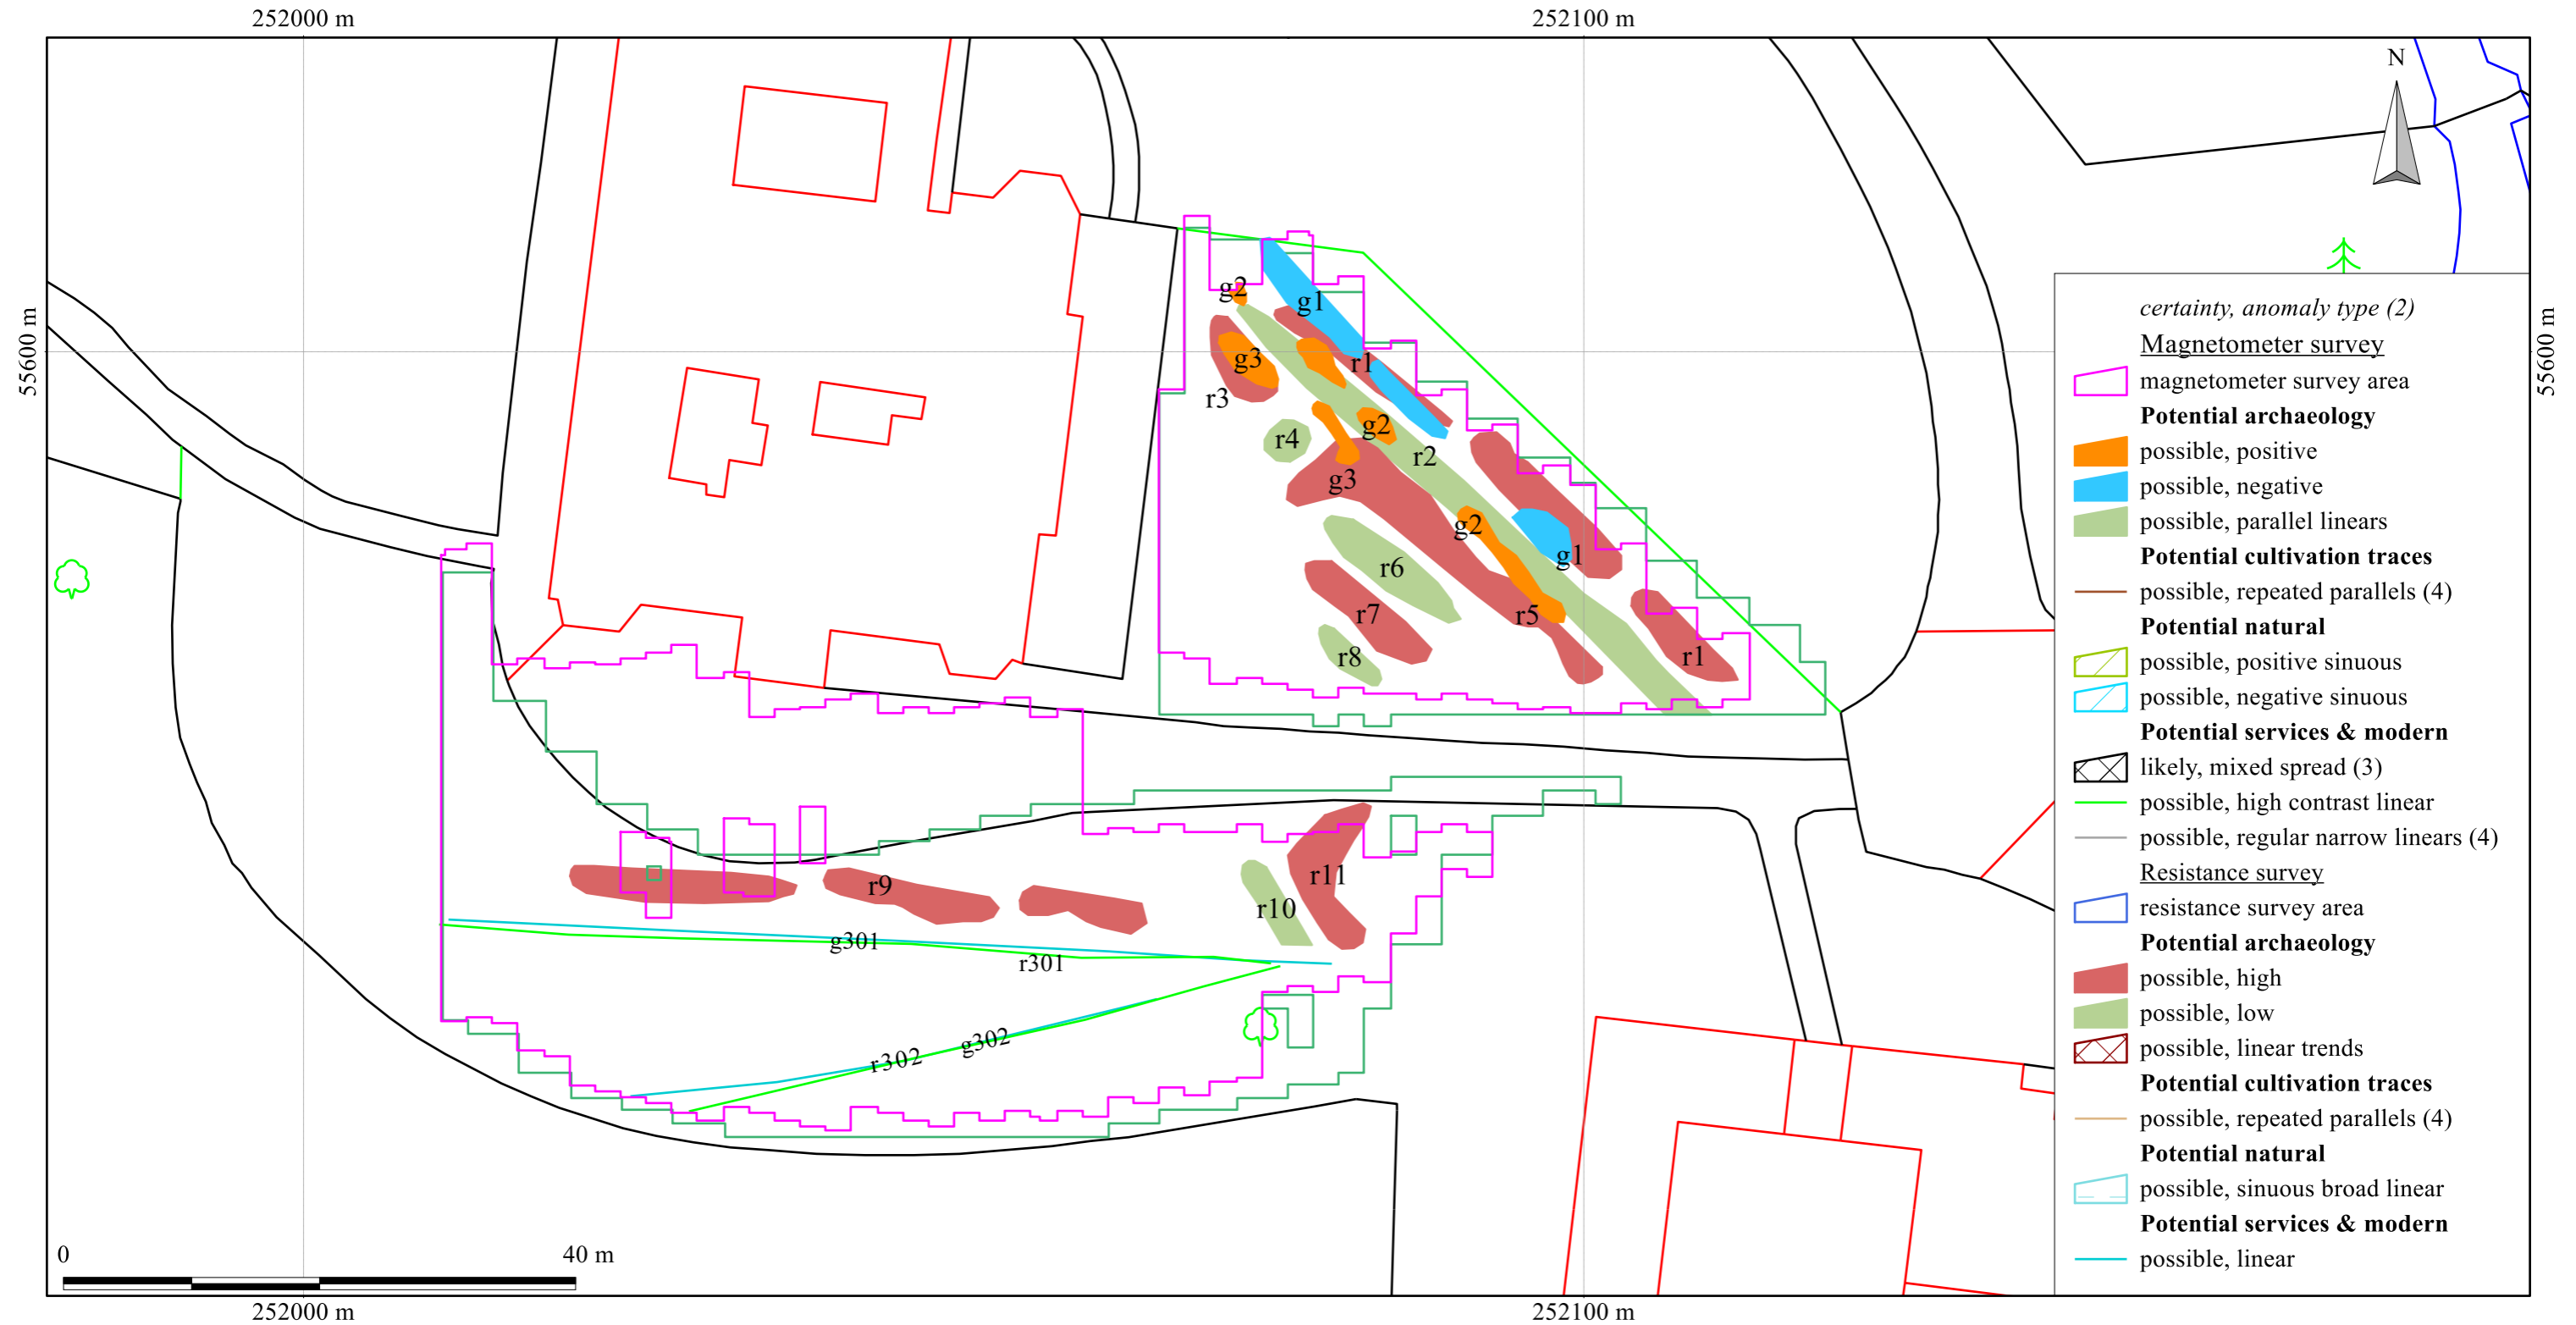 252000 m
252100 m
N
55600 m
55600 m
g2
g1
g3
r1
r3
g2
r4
r2
g3
g2
g1
r6
r7
r5
r8
r1
r11
r9
r10
g301
r301
g302
r302
certainty, anomaly type (2)
Magnetometer survey
magnetometer survey area
Potential archaeology
possible, positive
possible, negative
possible, parallel linears
Potential cultivation traces
possible, repeated parallels (4)
Potential natural
possible, positive sinuous
possible, negative sinuous
Potential services & modern
likely, mixed spread (3)
possible, high contrast linear
possible, regular narrow linears (4)
Resistance survey
resistance survey area
Potential archaeology
possible, high
possible, low
possible, linear trends
Potential cultivation traces
possible, repeated parallels (4)
Potential natural
possible, sinuous broad linear
Potential services & modern
possible, linear
0
40 m
252000 m
252100 m